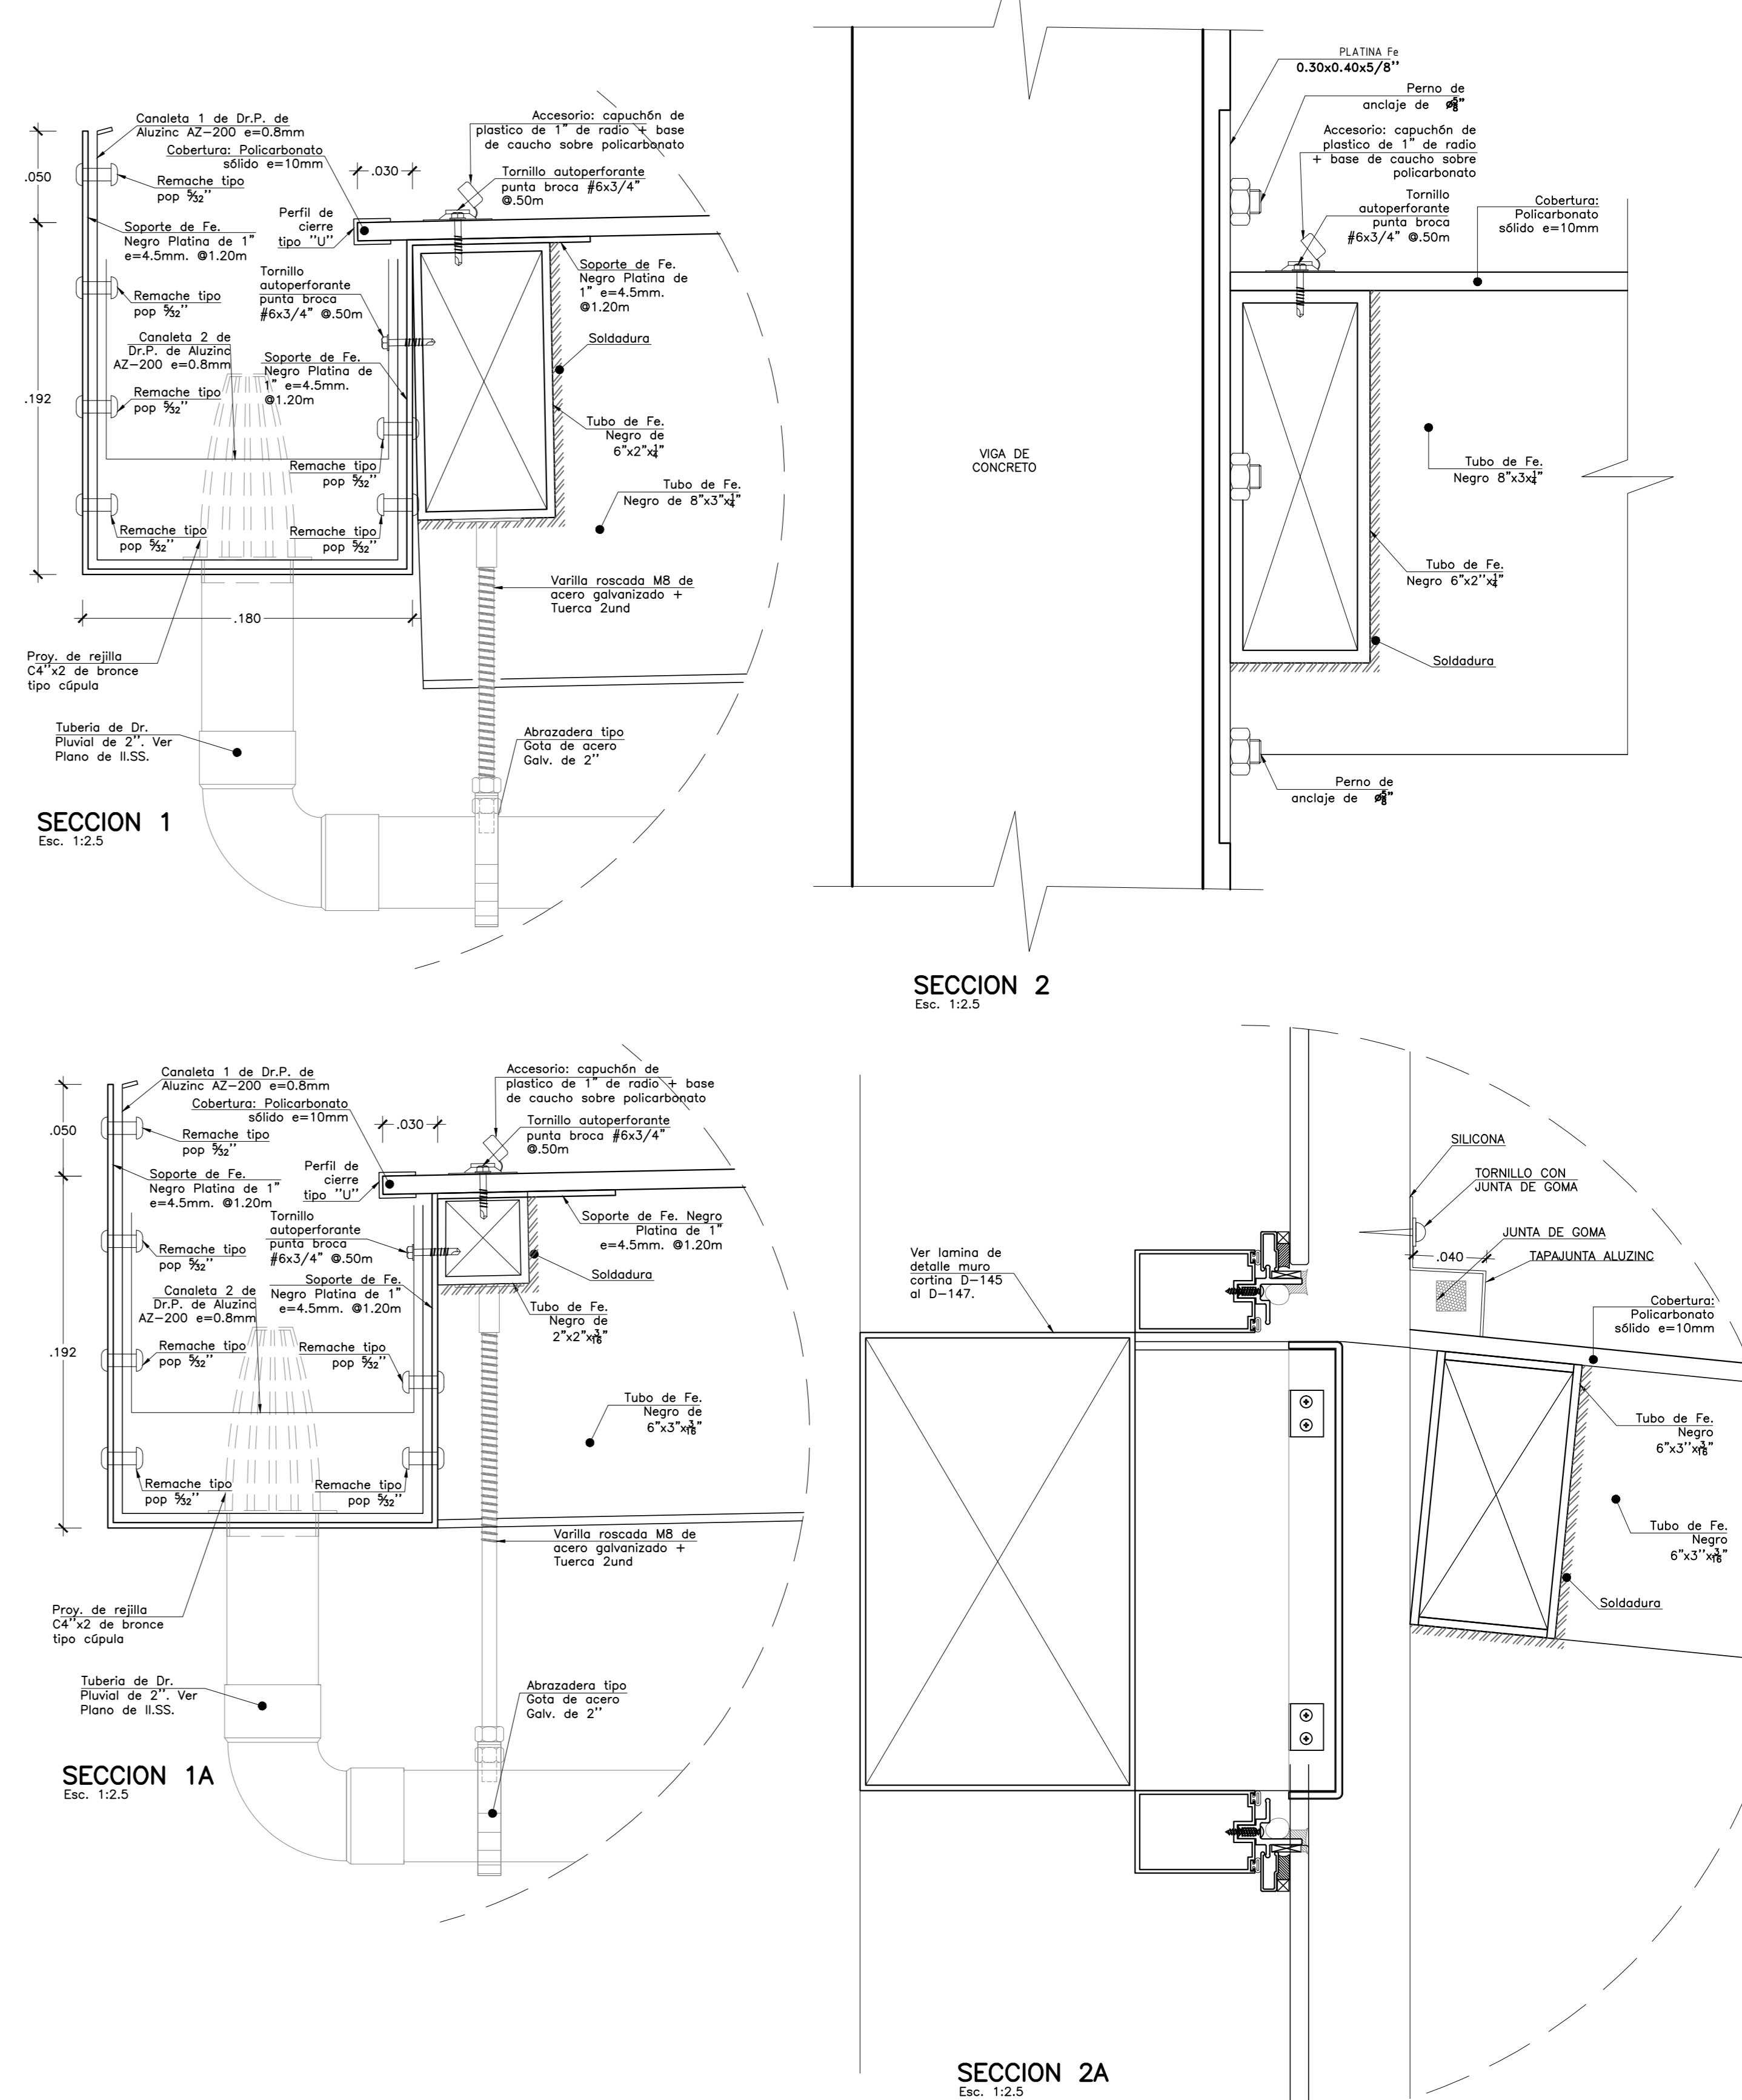 Canaleta 1 de Dr.P. de
Aluzinc AZ-200 e=0.8mm
Cobertura: Policarbonato
sólido e=10mm
.030
Accesorio: capuchón de
plastico de 1" de radio + base
de caucho sobre policarbonato
Tornillo autoperforante
punta broca #6x3/4"
@.50m
.050
Remache tipo
pop 5/32''
Perfil de
cierre
tipo ''U''
Soporte de Fe.
Negro Platina de 1"
e=4.5mm. @1.20m
Tornillo
autoperforante
punta broca
#6x3/4" @.50m
Soporte de Fe.
Negro Platina de
1" e=4.5mm.
@1.20m
Remache tipo
pop 5/32''
Canaleta 2 de
Dr.P. de Aluzinc
AZ-200 e=0.8mm
Soldadura
Soporte de Fe.
Negro Platina de
1" e=4.5mm.
@1.20m
.192
Remache tipo
pop 5/32''
Tubo de Fe.
Negro de
6"x2"x1/4"
Remache tipo
pop 5/32''
Tubo de Fe.
Negro de 8"x3"x1/4"
Remache tipo
pop 5/32''
Remache tipo
pop 5/32''
Varilla roscada M8 de
acero galvanizado +
Tuerca 2und
.180
Proy. de rejilla
C4''x2 de bronce
tipo cúpula
Tuberia de Dr.
Pluvial de 2''. Ver
Plano de II.SS.
Abrazadera tipo
Gota de acero
Galv. de 2''
SECCION 1
Esc. 1:2.5
PLATINA Fe
0.30x0.40x5/8''
Perno de
anclaje de ø5/8"
Accesorio: capuchón de
plastico de 1" de radio
+ base de caucho sobre
policarbonato
Tornillo
autoperforante
punta broca
#6x3/4" @.50m
Cobertura:
Policarbonato
sólido e=10mm
VIGA DE
CONCRETO
Tubo de Fe.
Negro 8"x3x1/4"
Tubo de Fe.
Negro 6"x2''x1/4"
Soldadura
Perno de
anclaje de ø5/8"
SECCION 2
Esc. 1:2.5
Canaleta 1 de Dr.P. de
Aluzinc AZ-200 e=0.8mm
Cobertura: Policarbonato
sólido e=10mm
.030
Accesorio: capuchón de
plastico de 1" de radio + base
de caucho sobre policarbonato
Tornillo autoperforante
punta broca #6x3/4"
@.50m
.050
Remache tipo
pop 5/32''
Perfil de
cierre
tipo ''U''
Soporte de Fe.
Negro Platina de 1"
e=4.5mm. @1.20m
Tornillo
autoperforante
punta broca
#6x3/4" @.50m
Soporte de Fe. Negro
Platina de 1"
e=4.5mm. @1.20m
Remache tipo
pop 5/32''
Soldadura
Soporte de Fe.
Negro Platina de 1"
e=4.5mm. @1.20m
Canaleta 2 de
Dr.P. de Aluzinc
AZ-200 e=0.8mm
Tubo de Fe.
Negro de
2"x2"x3/16"
.192
Remache tipo
pop 5/32''
Remache tipo
pop 5/32''
Tubo de Fe.
Negro de
6"x3"x3/16"
Remache tipo
pop 5/32''
Remache tipo
pop 5/32''
Varilla roscada M8 de
acero galvanizado +
Tuerca 2und
Proy. de rejilla
C4''x2 de bronce
tipo cúpula
Tuberia de Dr.
Pluvial de 2''. Ver
Plano de II.SS.
Abrazadera tipo
Gota de acero
Galv. de 2''
SECCION 1A
Esc. 1:2.5
SILICONA
TORNILLO CON
JUNTA DE GOMA
JUNTA DE GOMA
.040
TAPAJUNTA ALUZINC
Ver lamina de
detalle muro
cortina D-145
al D-147.
Cobertura:
Policarbonato
sólido e=10mm
Tubo de Fe.
Negro
6"x3''x3/16"
Tubo de Fe.
Negro
6"x3''x3/16"
Soldadura
SECCION 2A
Esc. 1:2.5